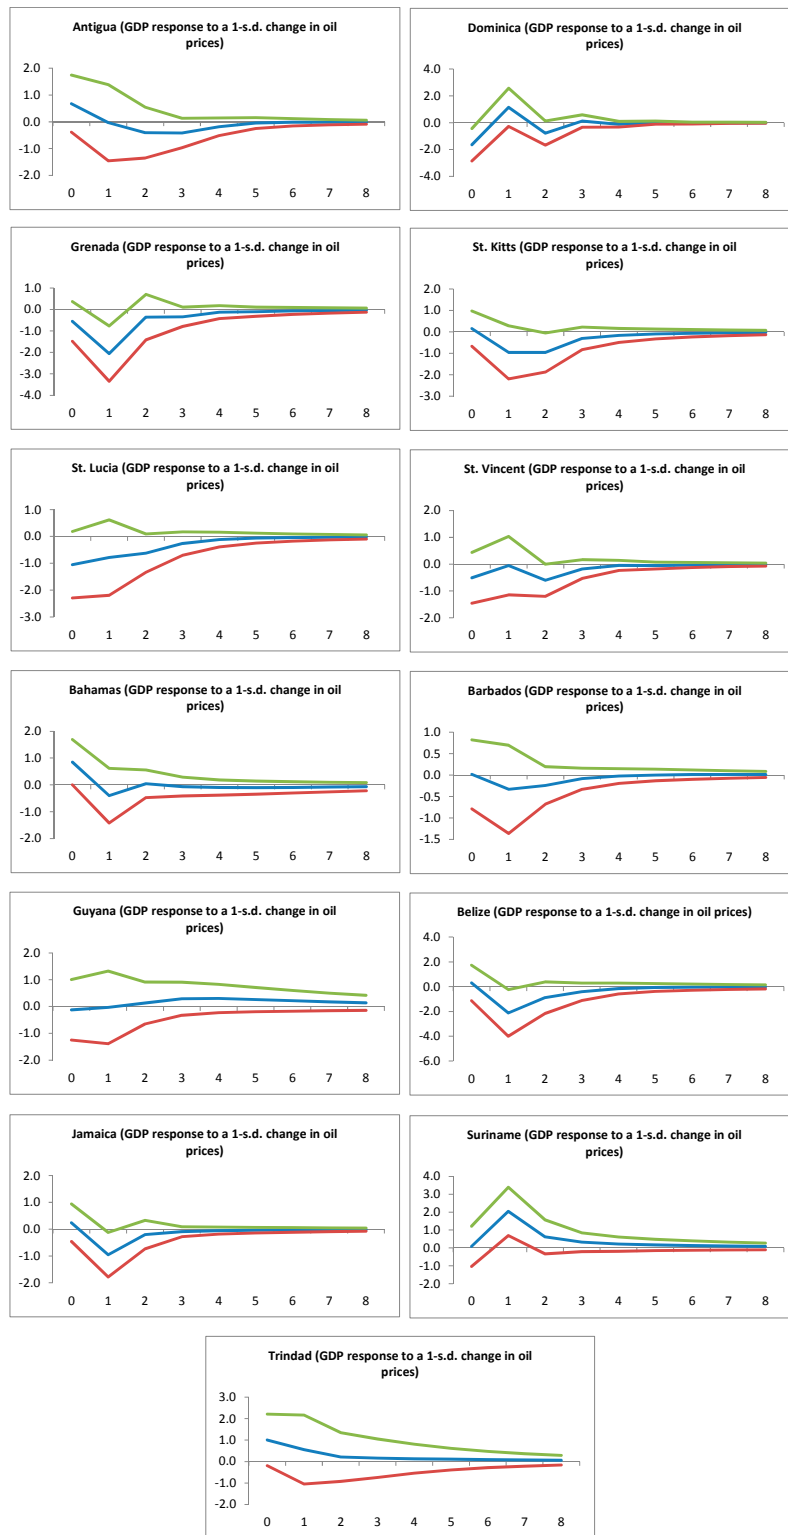 Antigua (GDP response to a 1-s.d. change in oil
prices)
2.0
1.0
0.0
-1.0
-2.0
0 1 2 3 4 5 6 7 8
Dominica (GDP response to a 1-s.d. change in oil
prices)
4.0
2.0
0.0
-2.0
-4.0
0 1 2 3 4 5 6 7 8
Grenada (GDP response to a 1-s.d. change in oil
prices)
1.0
0.0
-1.0
-2.0
-3.0
-4.0
0 1 2 3 4 5 6 7 8
St. Kitts (GDP response to a 1-s.d. change in oil
prices)
2.0
1.0
0.0
-1.0
-2.0
-3.0
0 1 2 3 4 5 6 7 8
St. Lucia (GDP response to a 1-s.d. change in oil
prices)
1.0
0.0
-1.0
-2.0
-3.0
0 1 2 3 4 5 6 7 8
St. Vincent (GDP response to a 1-s.d. change in oil
prices)
2.0
1.0
0.0
-1.0
-2.0
0 1 2 3 4 5 6 7 8
Bahamas (GDP response to a 1-s.d. change in oil
prices)
2.0
1.0
0.0
-1.0
-2.0
0 1 2 3 4 5 6 7 8
Barbados (GDP response to a 1-s.d. change in oil
prices)
1.0
0.5
0.0
-0.5
-1.0
-1.5
0 1 2 3 4 5 6 7 8
Guyana (GDP response to a 1-s.d. change in oil
prices)
2.0
1.0
0.0
-1.0
-2.0
0 1 2 3 4 5 6 7 8
Belize (GDP response to a 1-s.d. change in oil prices)
4.0
2.0
0.0
-2.0
-4.0
-6.0
0 1 2 3 4 5 6 7 8
Jamaica (GDP response to a 1-s.d. change in oil
prices)
2.0
1.0
0.0
-1.0
-2.0
0 1 2 3 4 5 6 7 8
Suriname (GDP response to a 1-s.d. change in oil
prices)
4.0
3.0
2.0
1.0
0.0
-1.0
-2.0
0 1 2 3 4 5 6 7 8
Trindad (GDP response to a 1-s.d. change in oil
prices)
3.0
2.0
1.0
0.0
-1.0
-2.0
0 1 2 3 4 5 6 7 8